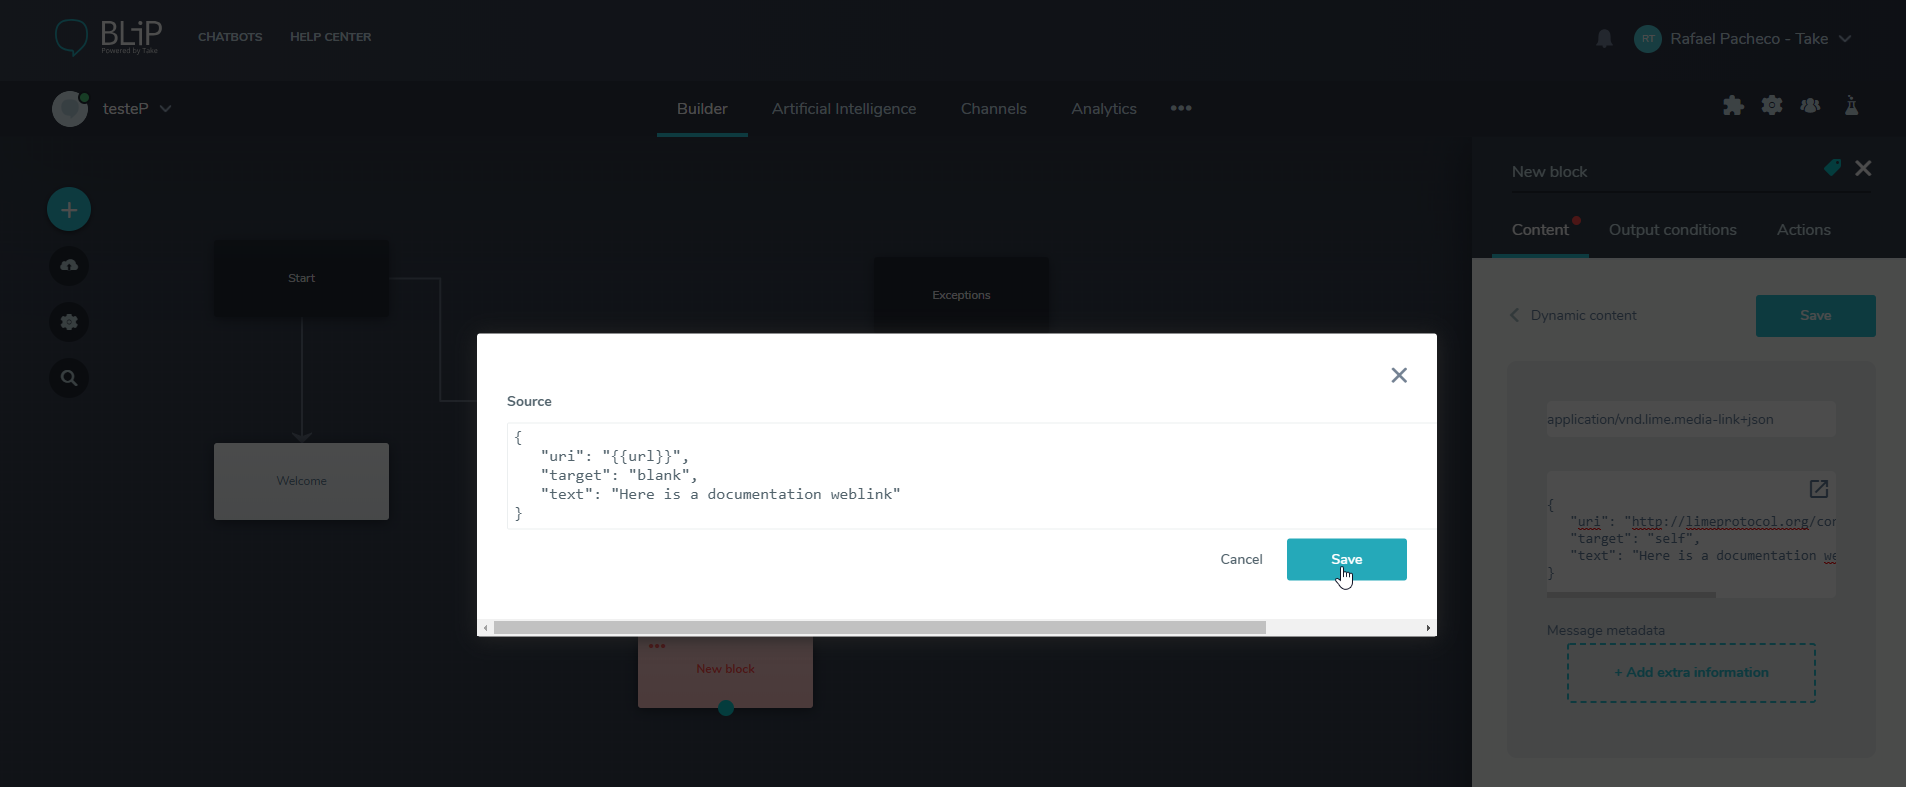 BLiP
Powered by Take
CHATBOTS
HELP CENTER
RT
Rafael Pacheco - Take
testeP
Builder
Artificial Intelligence
Channels
Analytics
New block
Content
Output conditions
Actions
Start
Exceptions
Dynamic content
Save
Source
{
"uri": "{{url}}",
"target": "blank",
"text": "Here is a documentation weblink"
}
Cancel
Save
application/vnd.lime.media-link+json
{
"uri": "http://limeprotocol.org/
"target": "self",
"text": "Here is a documentation
}
Welcome
Message metadata
+ Add extra information
New block